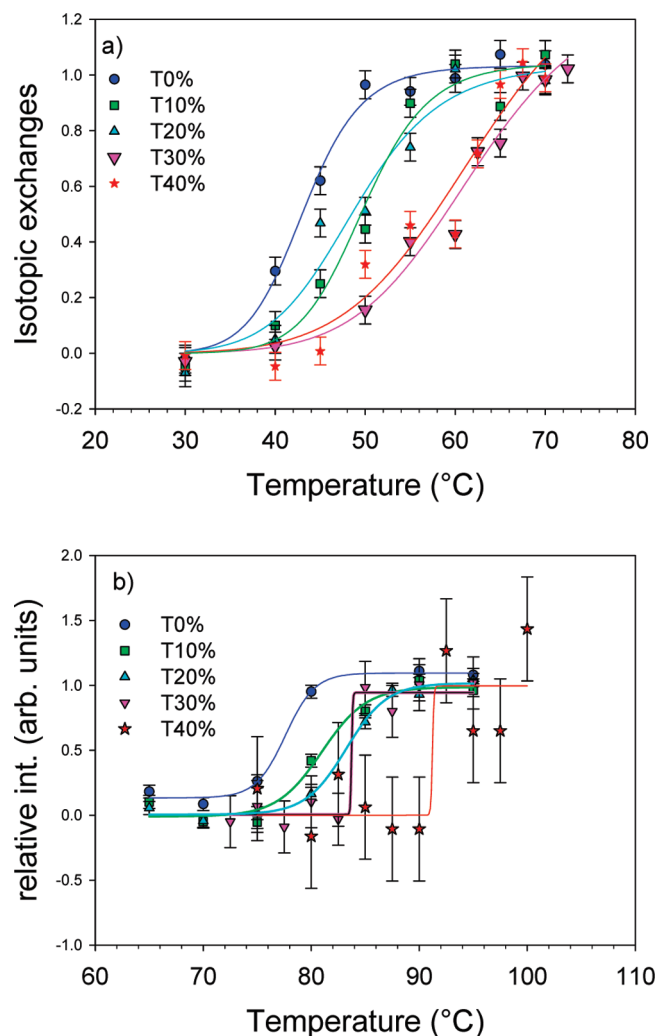 a)
T0%
T10%
T20%
T30%
T40%
Isotopic exchanges
1.2
1.0
0.8
0.6
0.4
0.2
0.0
-0.2
20 30 40 50 60 70 80
Temperature (°C)
b)
T0%
T10%
T20%
T30%
T40%
relative int. (arb. units)
2.0
1.5
1.0
0.5
0.0
-0.5
-1.0
60 70 80 90 100 110
Temperature (°C)